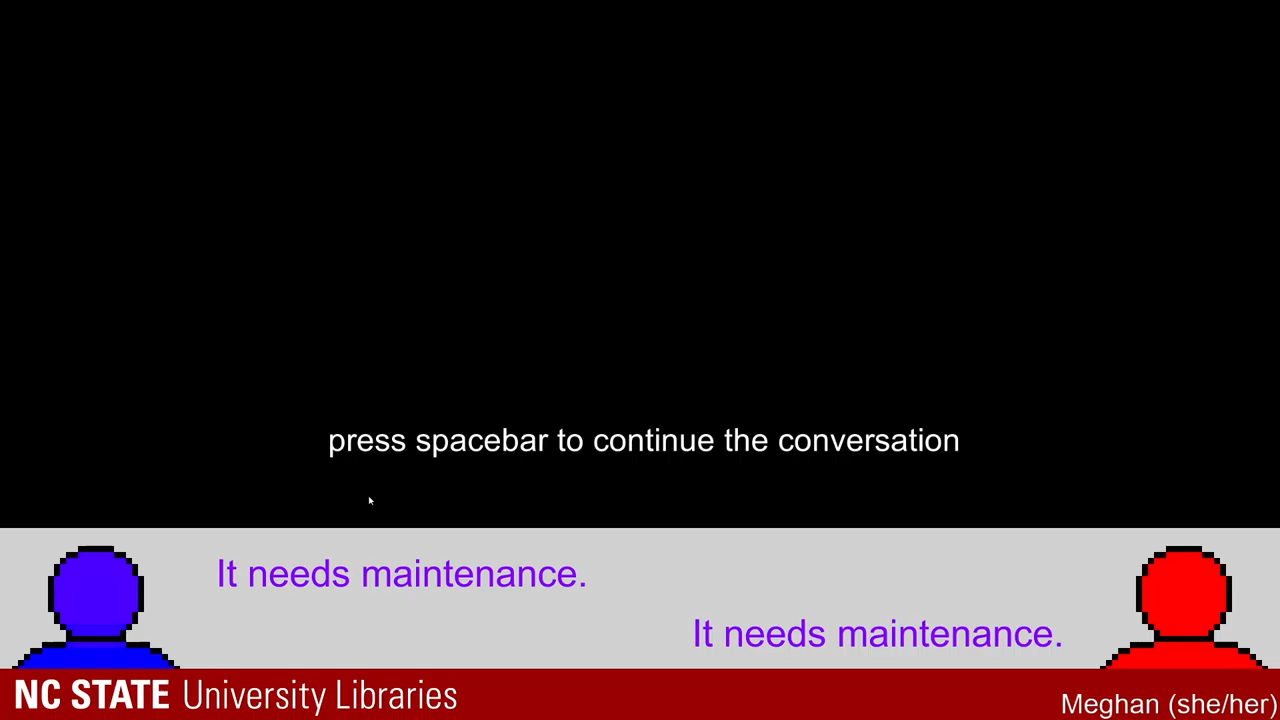 press spacebar to continue the conversation
It needs maintenance.
It needs maintenance.
NC STATE University Libraries
Meghan (she/her)